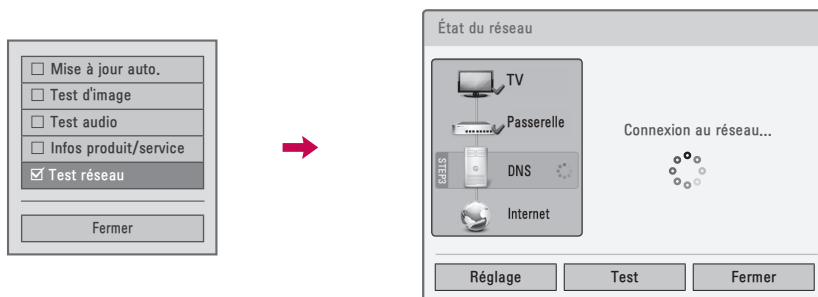 Mise à jour auto.
Test d'image
Test audio
Infos produit/service
Test réseau
Fermer
État du réseau
TV
Passerelle
STEP3
DNS
Internet
Connexion au réseau...
Réglage
Test
Fermer